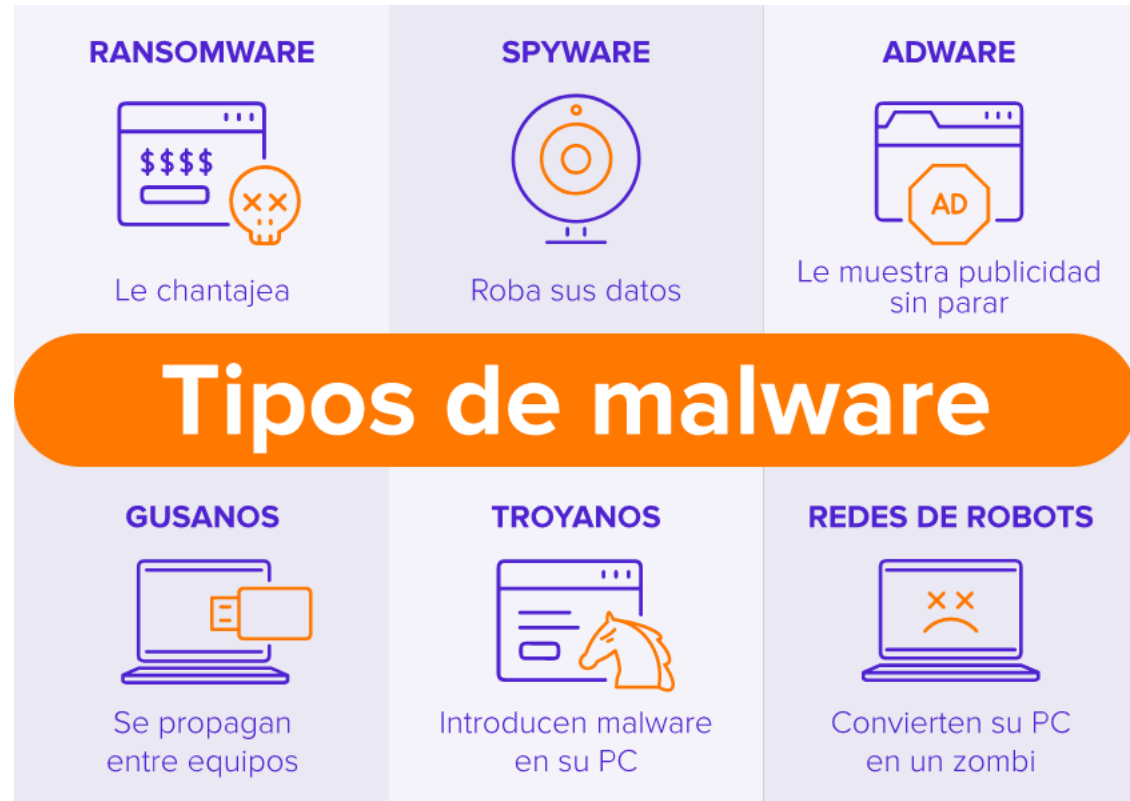 RANSOMWARE
SPYWARE
ADWARE
$$$$
AD
Le chantajea
Roba sus datos
Le muestra publicidad
sin parar
Tipos de malware
GUSANOS
TROYANOS
REDES DE ROBOTS
Se propagan
entre equipos
Introducen malware
en su PC
Convierten su PC
en un zombi